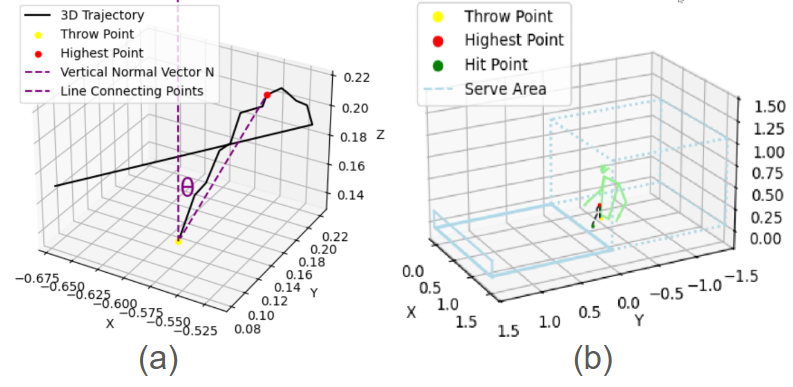 3D Trajectory
Throw Point
Highest Point
Vertical Normal Vector N
Line Connecting Points
θ
0.22
0.20
0.18
0.16
0.14
Z
−0.675
−0.650
−0.625
−0.600
−0.575
−0.550
−0.525
X
0.08
0.10
0.12
0.14
0.16
0.18
0.20
0.22
Y
(a)
Throw Point
Highest Point
Hit Point
Serve Area
1.50
1.25
1.00
0.75
0.50
0.25
0.00
0.0
0.5
1.0
1.5
X
1.5
1.0
0.5
0.0
−0.5
−1.0
−1.5
Y
(b)